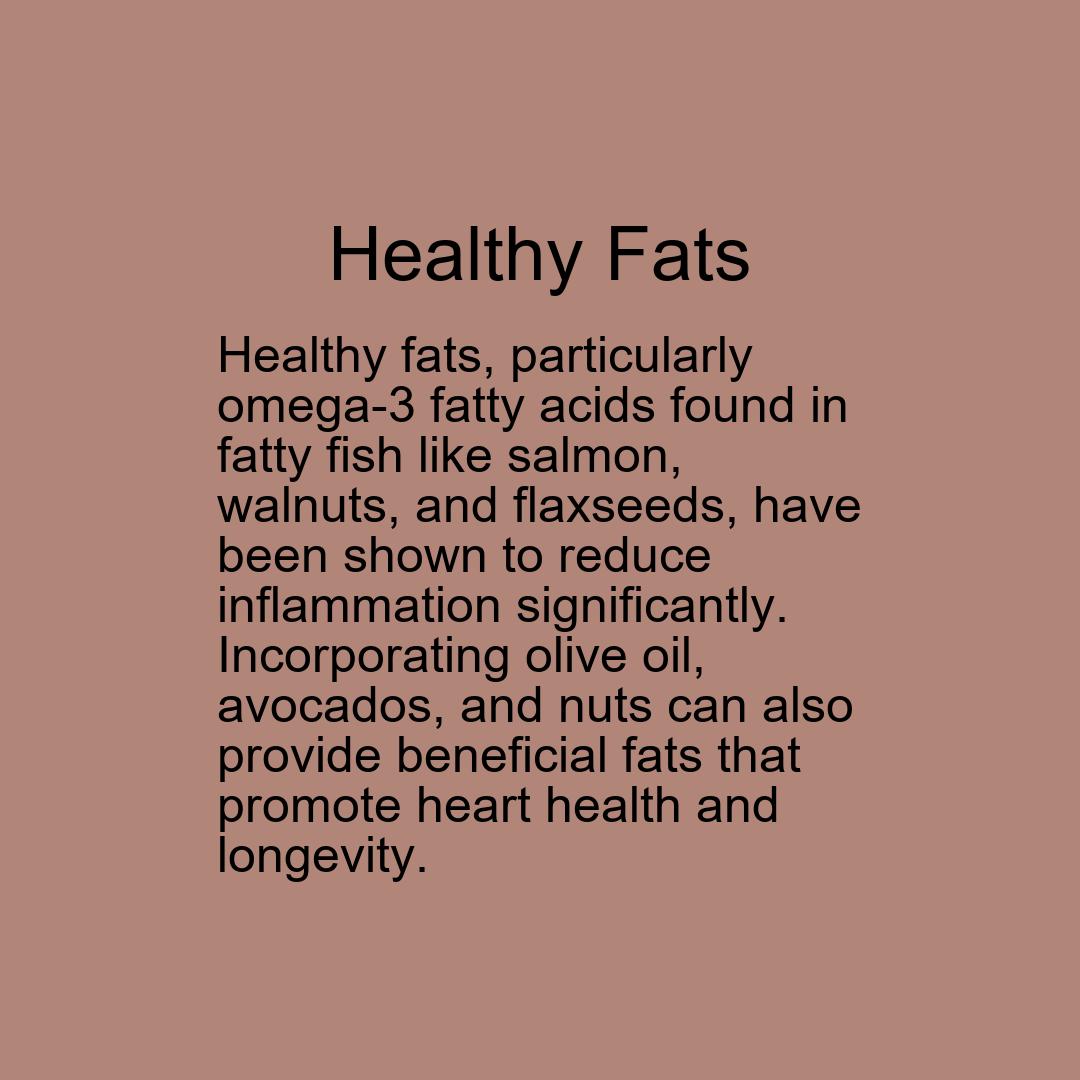 Healthy Fats
Healthy fats, particularly
omega-3 fatty acids found in
fatty fish like salmon,
walnuts, and flaxseeds, have
been shown to reduce
inflammation significantly.
Incorporating olive oil,
avocados, and nuts can also
provide beneficial fats that
promote heart health and
longevity.